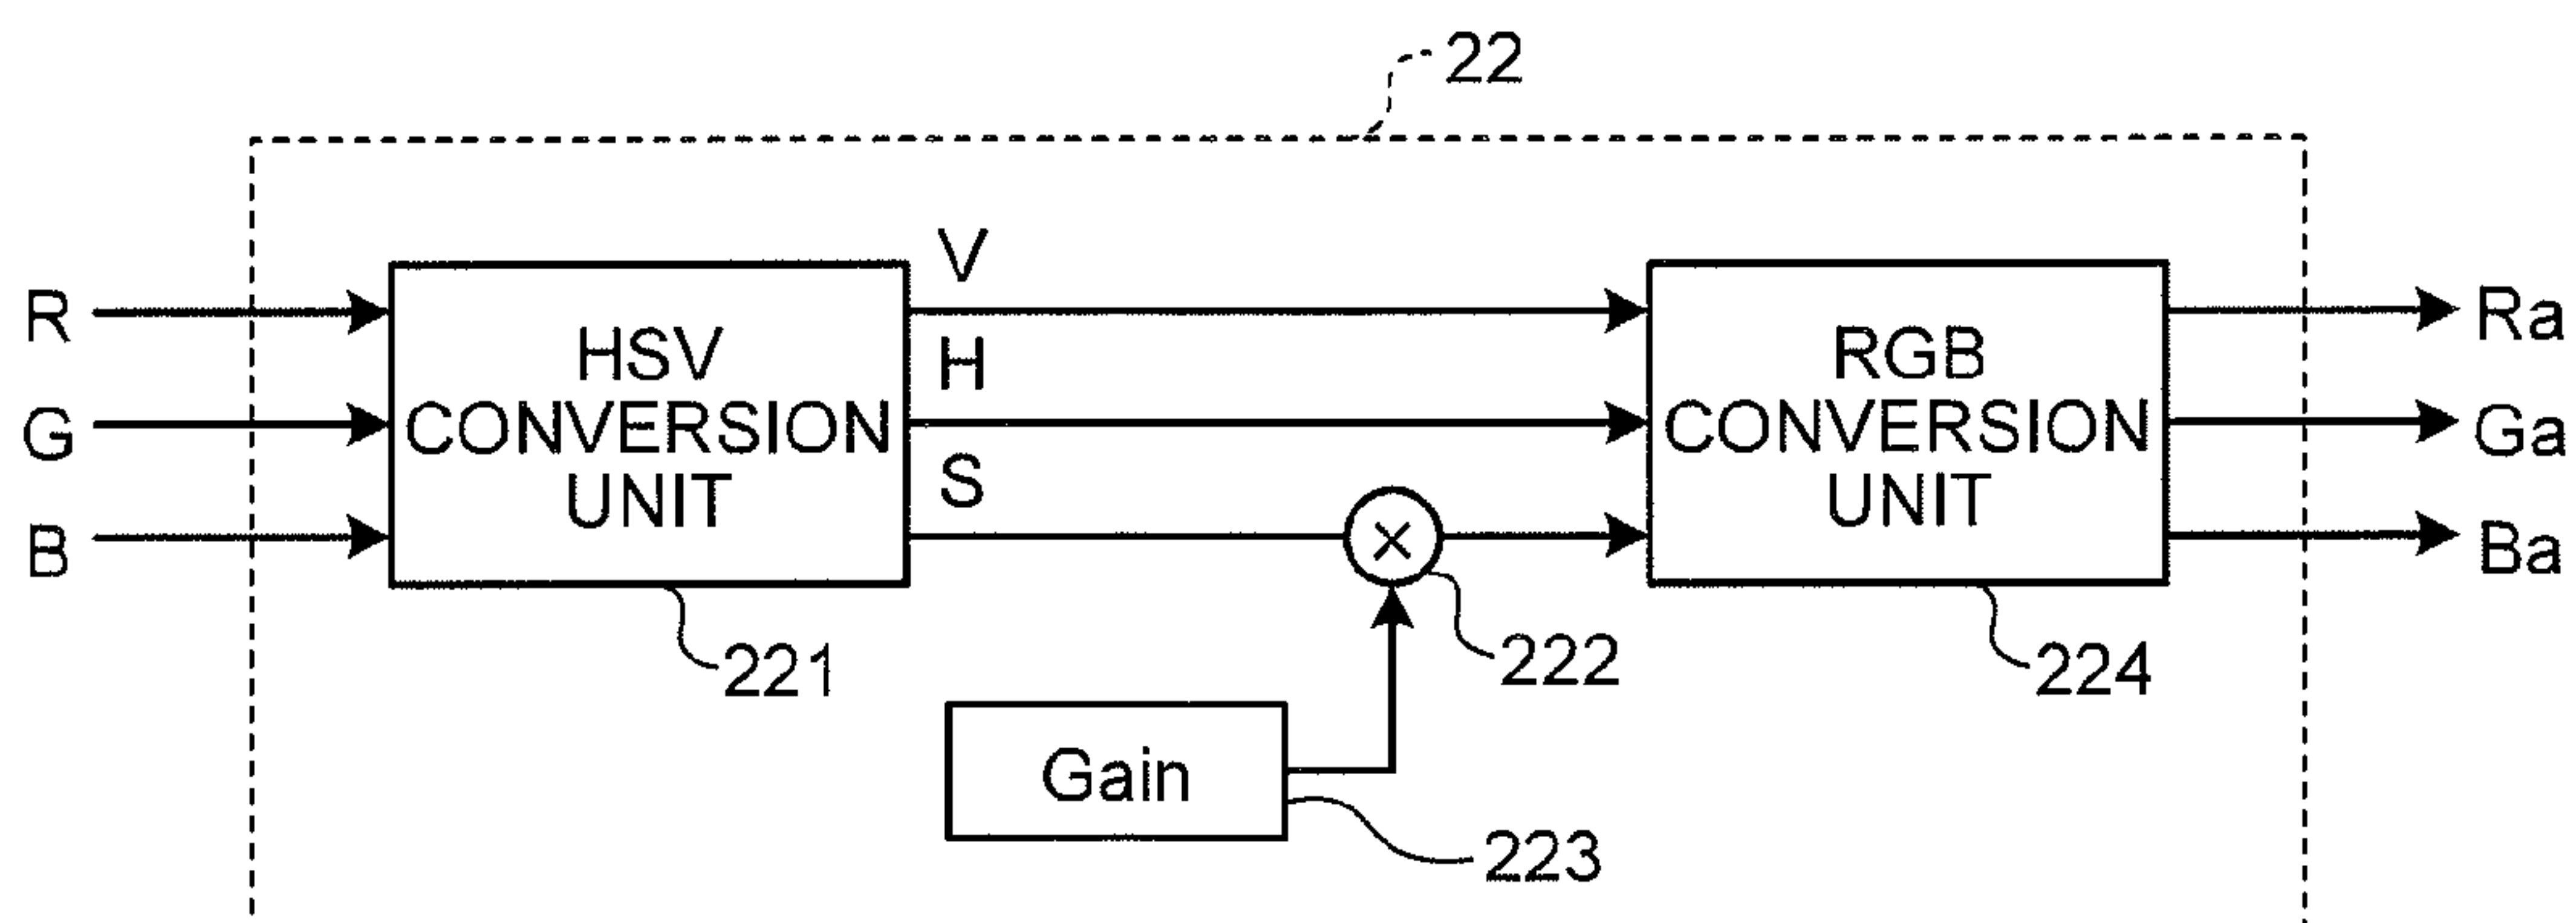 22
R
G
B
HSV
CONVERSION
UNIT
221
V
H
S
×
222
Gain
223
RGB
CONVERSION
UNIT
224
Ra
Ga
Ba